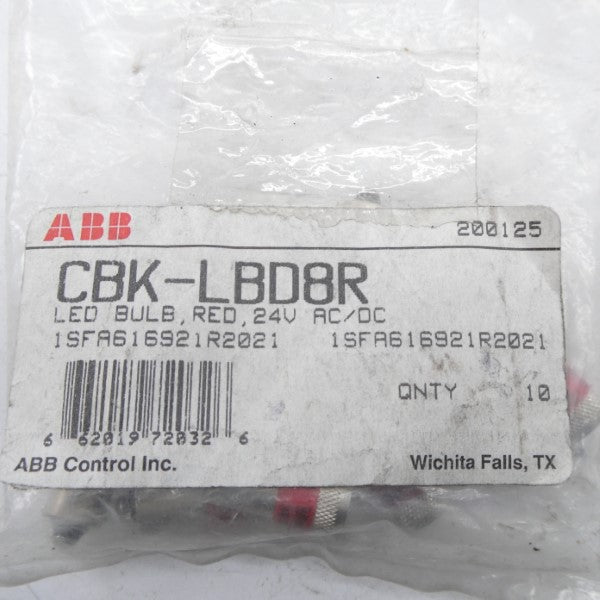 ABB 200125
CBK-LBD8R
LED BULB, RED, 24V AC/DC
1SFA616921R2021 1SFA616921R2021
QNTY 10
6 62019 72032 6
ABB Control Inc. Wichita Falls, TX